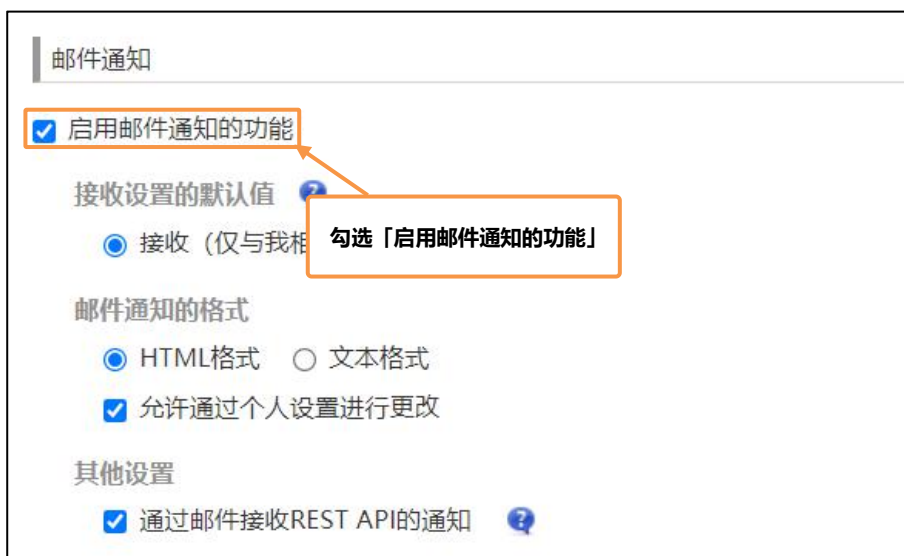 邮件通知
启用邮件通知的功能
接收设置的默认值
接收（仅与我相
勾选「启用邮件通知的功能」
邮件通知的格式
HTML格式 文本格式
允许通过个人设置进行更改
其他设置
通过邮件接收REST API的通知